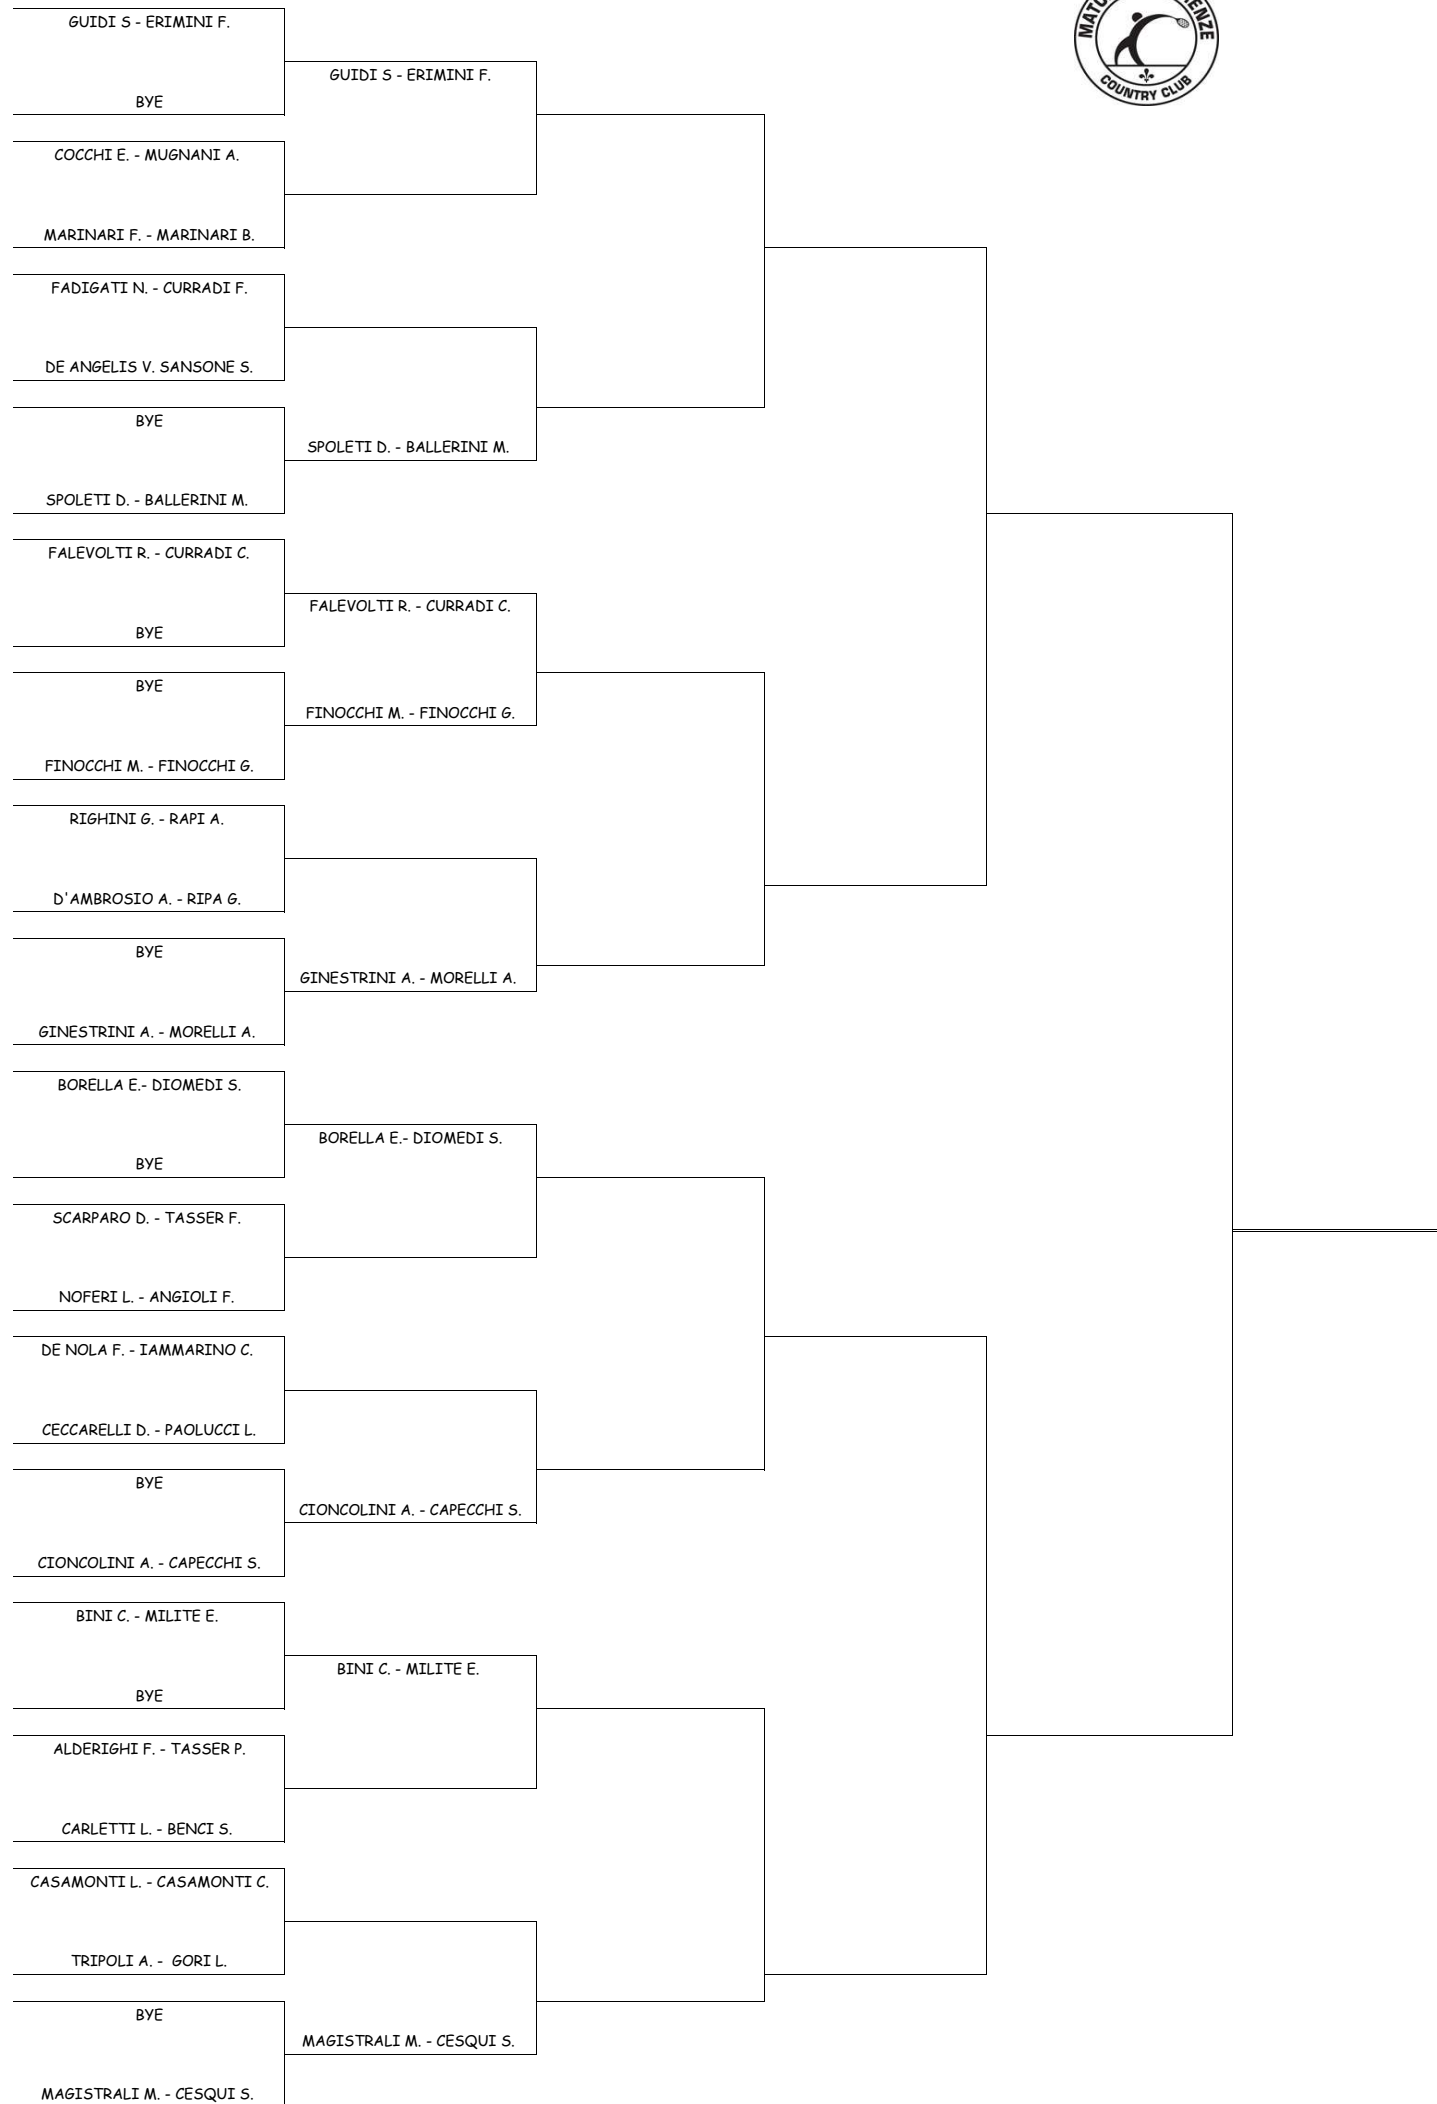 MATC
ENZE
COUNTRY CLUB
GUIDI S - ERIMINI F.
GUIDI S - ERIMINI F.
BYE
COCCHI E. - MUGNANI A.
MARINARI F. - MARINARI B.
FADIGATI N. - CURRADI F.
DE ANGELIS V. SANSONE S.
BYE
SPOLETI D. - BALLERINI M.
SPOLETI D. - BALLERINI M.
FALEVOLTI R. - CURRADI C.
FALEVOLTI R. - CURRADI C.
BYE
BYE
FINOCCHI M. - FINOCCHI G.
FINOCCHI M. - FINOCCHI G.
RIGHINI G. - RAPI A.
D'AMBROSIO A. - RIPA G.
BYE
GINESTRINI A. - MORELLI A.
GINESTRINI A. - MORELLI A.
BORELLA E.- DIOMEDI S.
BORELLA E.- DIOMEDI S.
BYE
SCARPARO D. - TASSER F.
NOFERI L. - ANGIOLI F.
DE NOLA F. - IAMMARINO C.
CECCARELLI D. - PAOLUCCI L.
BYE
CIONCOLINI A. - CAPECCHI S.
CIONCOLINI A. - CAPECCHI S.
BINI C. - MILITE E.
BINI C. - MILITE E.
BYE
ALDERIGHI F. - TASSER P.
CARLETTI L. - BENCI S.
CASAMONTI L. - CASAMONTI C.
TRIPOLI A. -  GORI L.
BYE
MAGISTRALI M. - CESQUI S.
MAGISTRALI M. - CESQUI S.